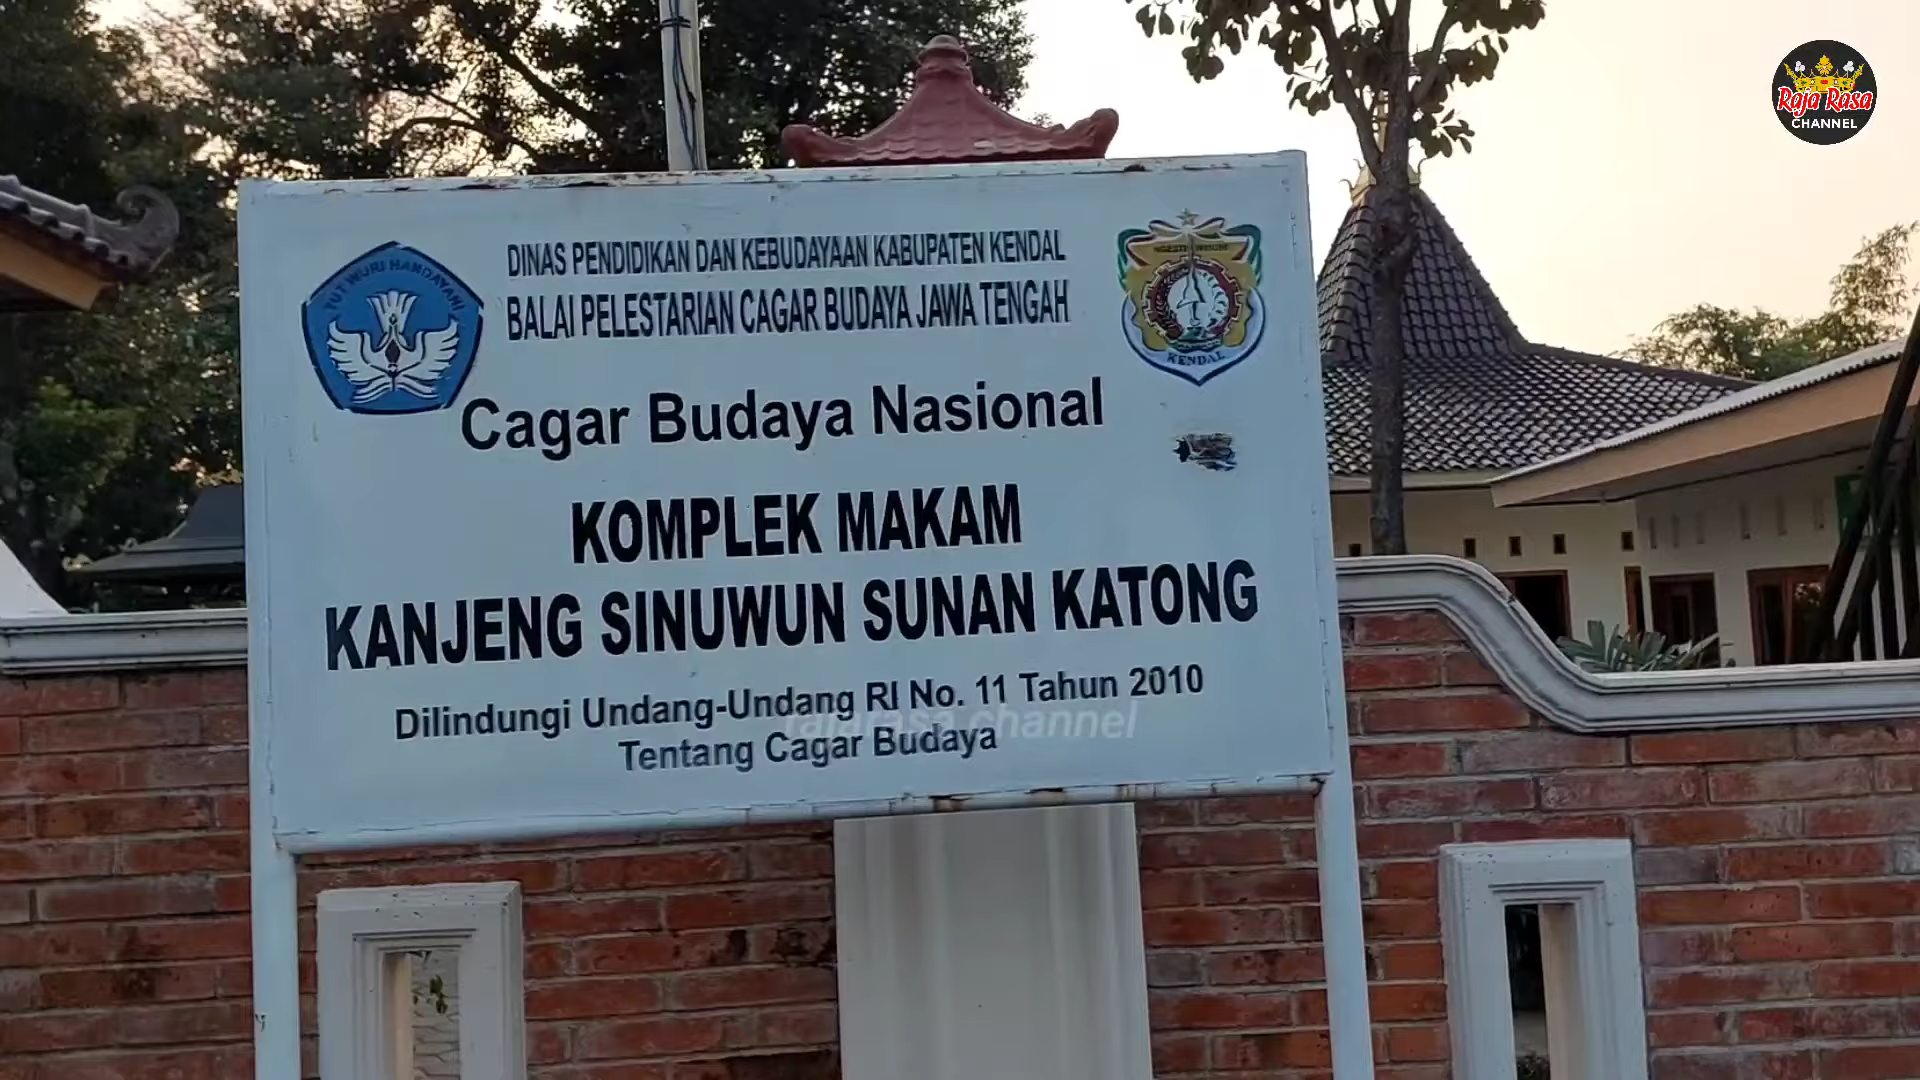 Raja Rasa
CHANNEL
TUT WURI HANDAYANI
DINAS PENDIDIKAN DAN KEBUDAYAAN KABUPATEN KENDAL
BALAI PELESTARIAN CAGAR BUDAYA JAWA TENGAH
KENDAL
Cagar Budaya Nasional
KOMPLEK MAKAM
KANJENG SINUWUN SUNAN KATONG
Dilindungi Undang-Undang RI No. 11 Tahun 2010
rajarasa channel
Tentang Cagar Budaya